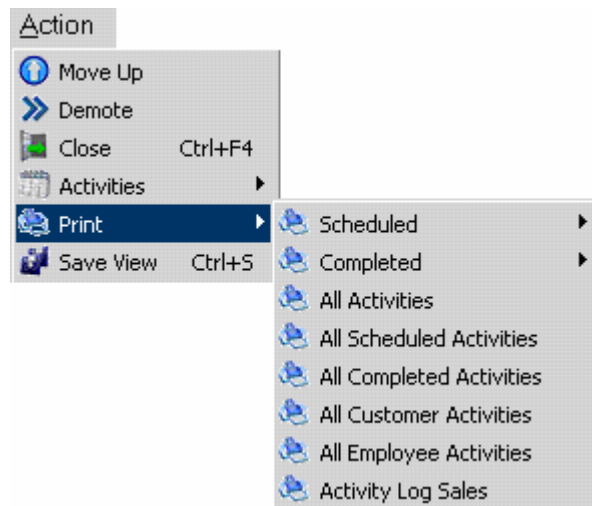 Action
Move Up
Demote
Close Ctrl+F4
Activities
Print
Save View Ctrl+S
Scheduled
Completed
All Activities
All Scheduled Activities
All Completed Activities
All Customer Activities
All Employee Activities
Activity Log Sales